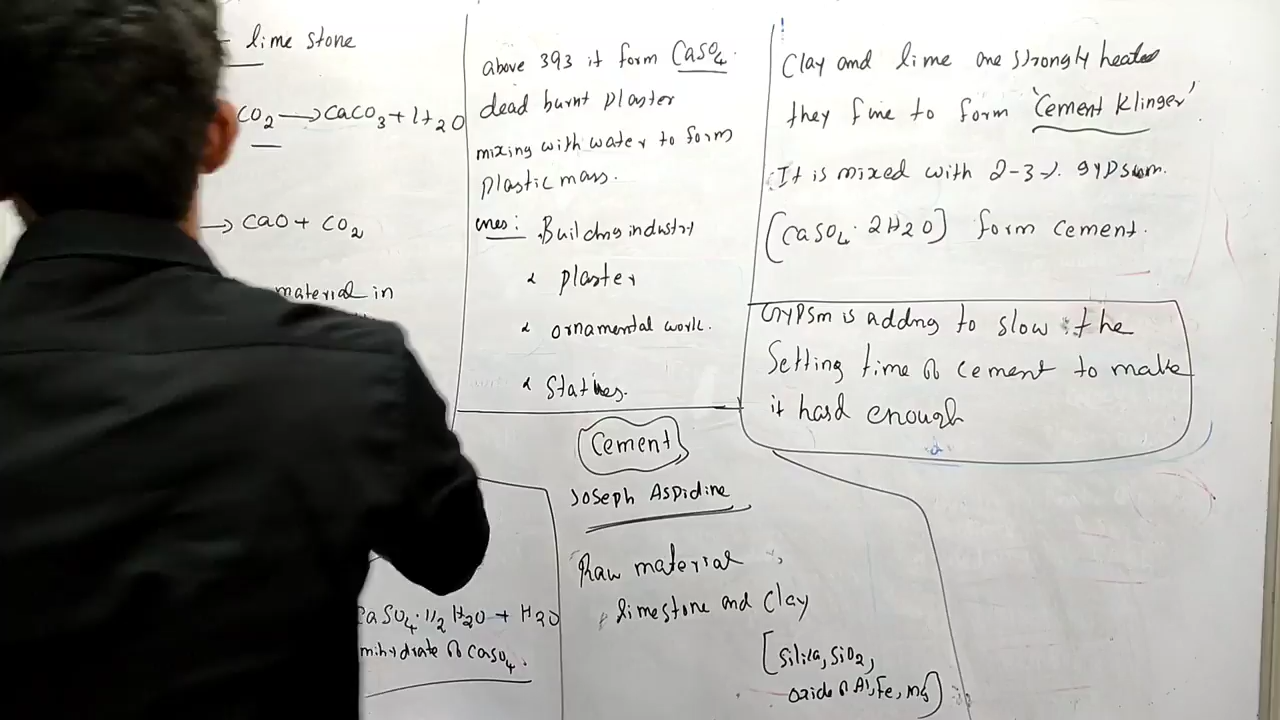 lime stone
CO2 → CaCO3 + H2O
→ CaO + CO2
material in
CaSO4. 1/2 H2O + H2O
mihydrate of CaSO4.
above 393 it form CaSO4.
dead burnt plaster
mixing with water to form
plastic mass.
uses: Building industry
plaster
ornamental work.
Statues.
Cement
Joseph Aspidine
Raw material
limestone and Clay
[Silica, SiO2,
oxide of Al, Fe, Mg]
Clay and lime are strongly heated
they fuse to form 'Cement Klinger'
It is mixed with 2-3 % gypsum.
[CaSO4. 2H2O] form cement.
Gypsm is addng to slow the
Setting time of cement to make
it hard enough